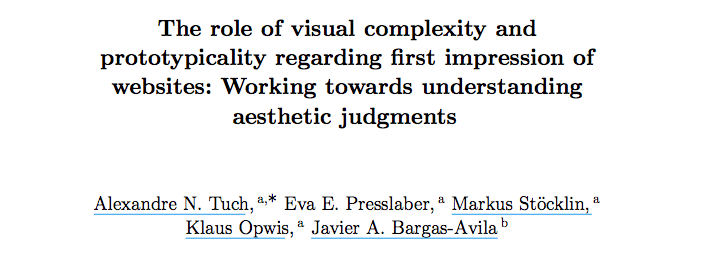 The role of visual complexity and
prototypicality regarding first impression of
websites: Working towards understanding
aesthetic judgments
Alexandre N. Tuch, a,* Eva E. Presslaber, a Markus Stöcklin, a
Klaus Opwis, a Javier A. Bargas-Avila b